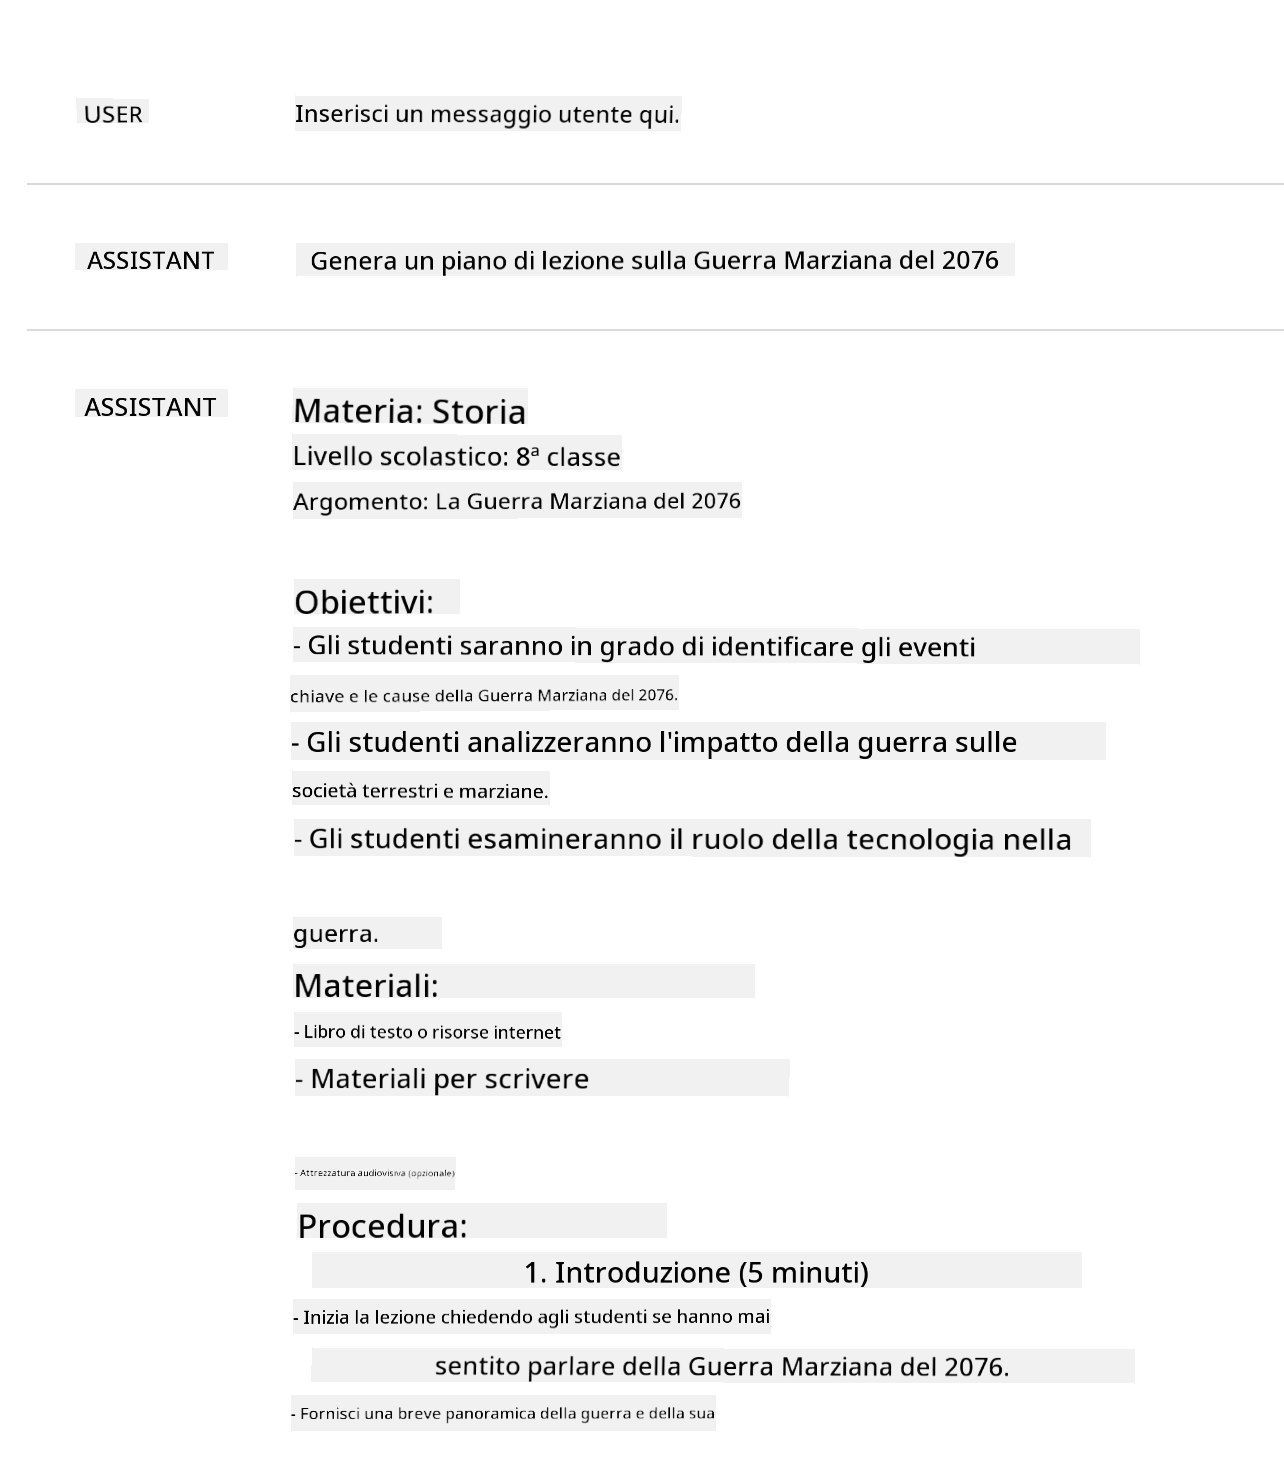 USER
Inserisci un messaggio utente qui.
ASSISTANT
Genera un piano di lezione sulla Guerra Marziana del 2076
ASSISTANT
Materia: Storia
Livello scolastico: 8ª classe
Argomento: La Guerra Marziana del 2076
Obiettivi:
- Gli studenti saranno in grado di identificare gli eventi
chiave e le cause della Guerra Marziana del 2076.
- Gli studenti analizzeranno l'impatto della guerra sulle
società terrestri e marziane.
- Gli studenti esamineranno il ruolo della tecnologia nella
guerra.
Materiali:
- Libro di testo o risorse internet
- Materiali per scrivere
- Attrezzatura audiovisiva (opzionale)
Procedura:
1. Introduzione (5 minuti)
- Inizia la lezione chiedendo agli studenti se hanno mai
sentito parlare della Guerra Marziana del 2076.
- Fornisci una breve panoramica della guerra e della sua